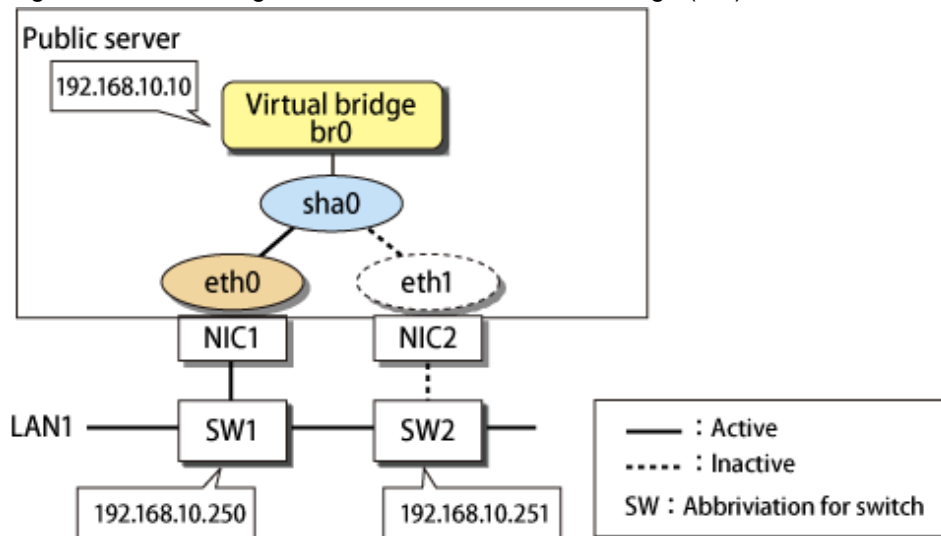 Public server
192.168.10.10
Virtual bridge
br0
sha0
eth0
eth1
NIC1
NIC2
LAN1
SW1
SW2
192.168.10.250
192.168.10.251
: Active
: Inactive
SW : Abbriviation for switch